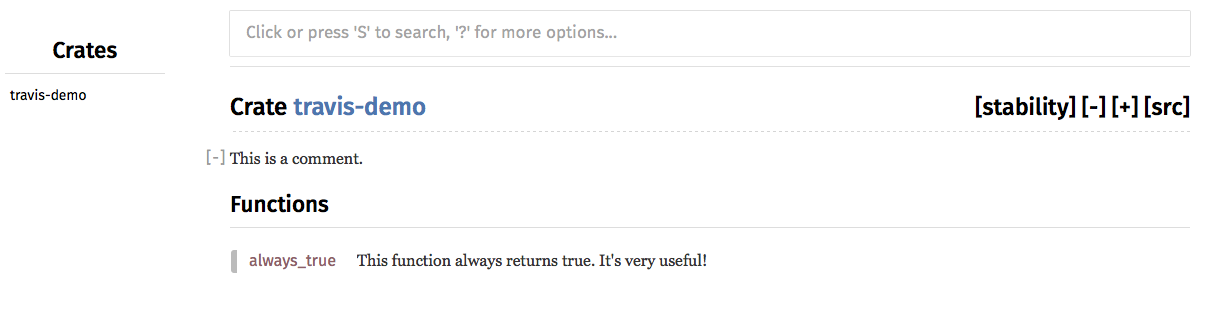 Crates
travis-demo
Click or press 'S' to search, '?' for more options...
Crate travis-demo [stability] [-] [+] [src]
[-] This is a comment.
Functions
always_true This function always returns true. It's very useful!